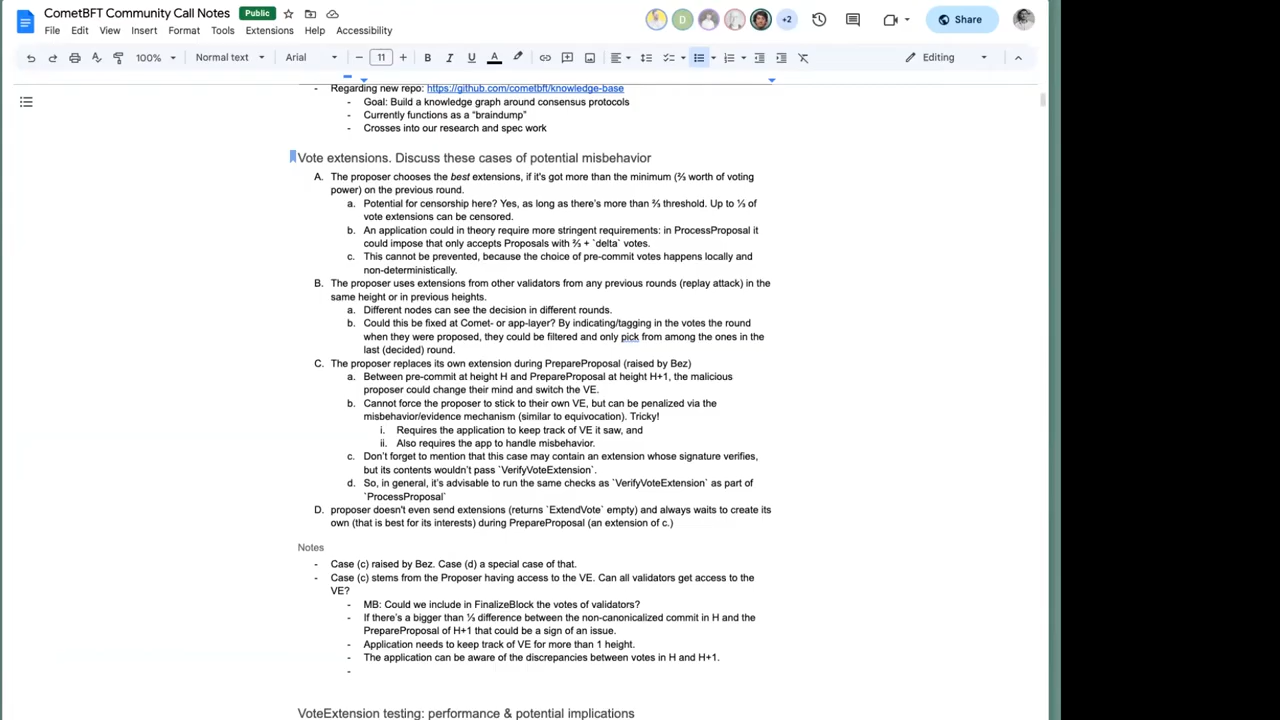 CometBFT Community Call Notes
Public
File Edit View Insert Format Tools Extensions Help Accessibility
D
+2
Share
100%
Normal text
Arial
11
B I U A
Editing
- Regarding new repo: https://github.com/cometbft/knowledge-base
- Goal: Build a knowledge graph around consensus protocols
- Currently functions as a “braindump”
- Crosses into our research and spec work
Vote extensions. Discuss these cases of potential misbehavior
A. The proposer chooses the best extensions, if it's got more than the minimum (⅔ worth of voting
power) on the previous round.
a. Potential for censorship here? Yes, as long as there’s more than ⅔ threshold. Up to ⅓ of
vote extensions can be censored.
b. An application could in theory require more stringent requirements: in ProcessProposal it
could impose that only accepts Proposals with ⅔ + `delta` votes.
c. This cannot be prevented, because the choice of pre-commit votes happens locally and
non-deterministically.
B. The proposer uses extensions from other validators from any previous rounds (replay attack) in the
same height or in previous heights.
a. Different nodes can see the decision in different rounds.
b. Could this be fixed at Comet- or app-layer? By indicating/tagging in the votes the round
when they were proposed, they could be filtered and only pick from among the ones in the
last (decided) round.
C. The proposer replaces its own extension during PrepareProposal (raised by Bez)
a. Between pre-commit at height H and PrepareProposal at height H+1, the malicious
proposer could change their mind and switch the VE.
b. Cannot force the proposer to stick to their own VE, but can be penalized via the
misbehavior/evidence mechanism (similar to equivocation). Tricky!
i. Requires the application to keep track of VE it saw, and
ii. Also requires the app to handle misbehavior.
c. Don’t forget to mention that this case may contain an extension whose signature verifies,
but its contents wouldn’t pass `VerifyVoteExtension`.
d. So, in general, it’s advisable to run the same checks as `VerifyVoteExtension` as part of
`ProcessProposal`
D. proposer doesn't even send extensions (returns `ExtendVote` empty) and always waits to create its
own (that is best for its interests) during PrepareProposal (an extension of c.)
Notes
- Case (c) raised by Bez. Case (d) a special case of that.
- Case (c) stems from the Proposer having access to the VE. Can all validators get access to the
VE?
- MB: Could we include in FinalizeBlock the votes of validators?
- If there’s a bigger than ⅓ difference between the non-canonicalized commit in H and the
PrepareProposal of H+1 that could be a sign of an issue.
- Application needs to keep track of VE for more than 1 height.
- The application can be aware of the discrepancies between votes in H and H+1.
-
VoteExtension testing: performance & potential implications